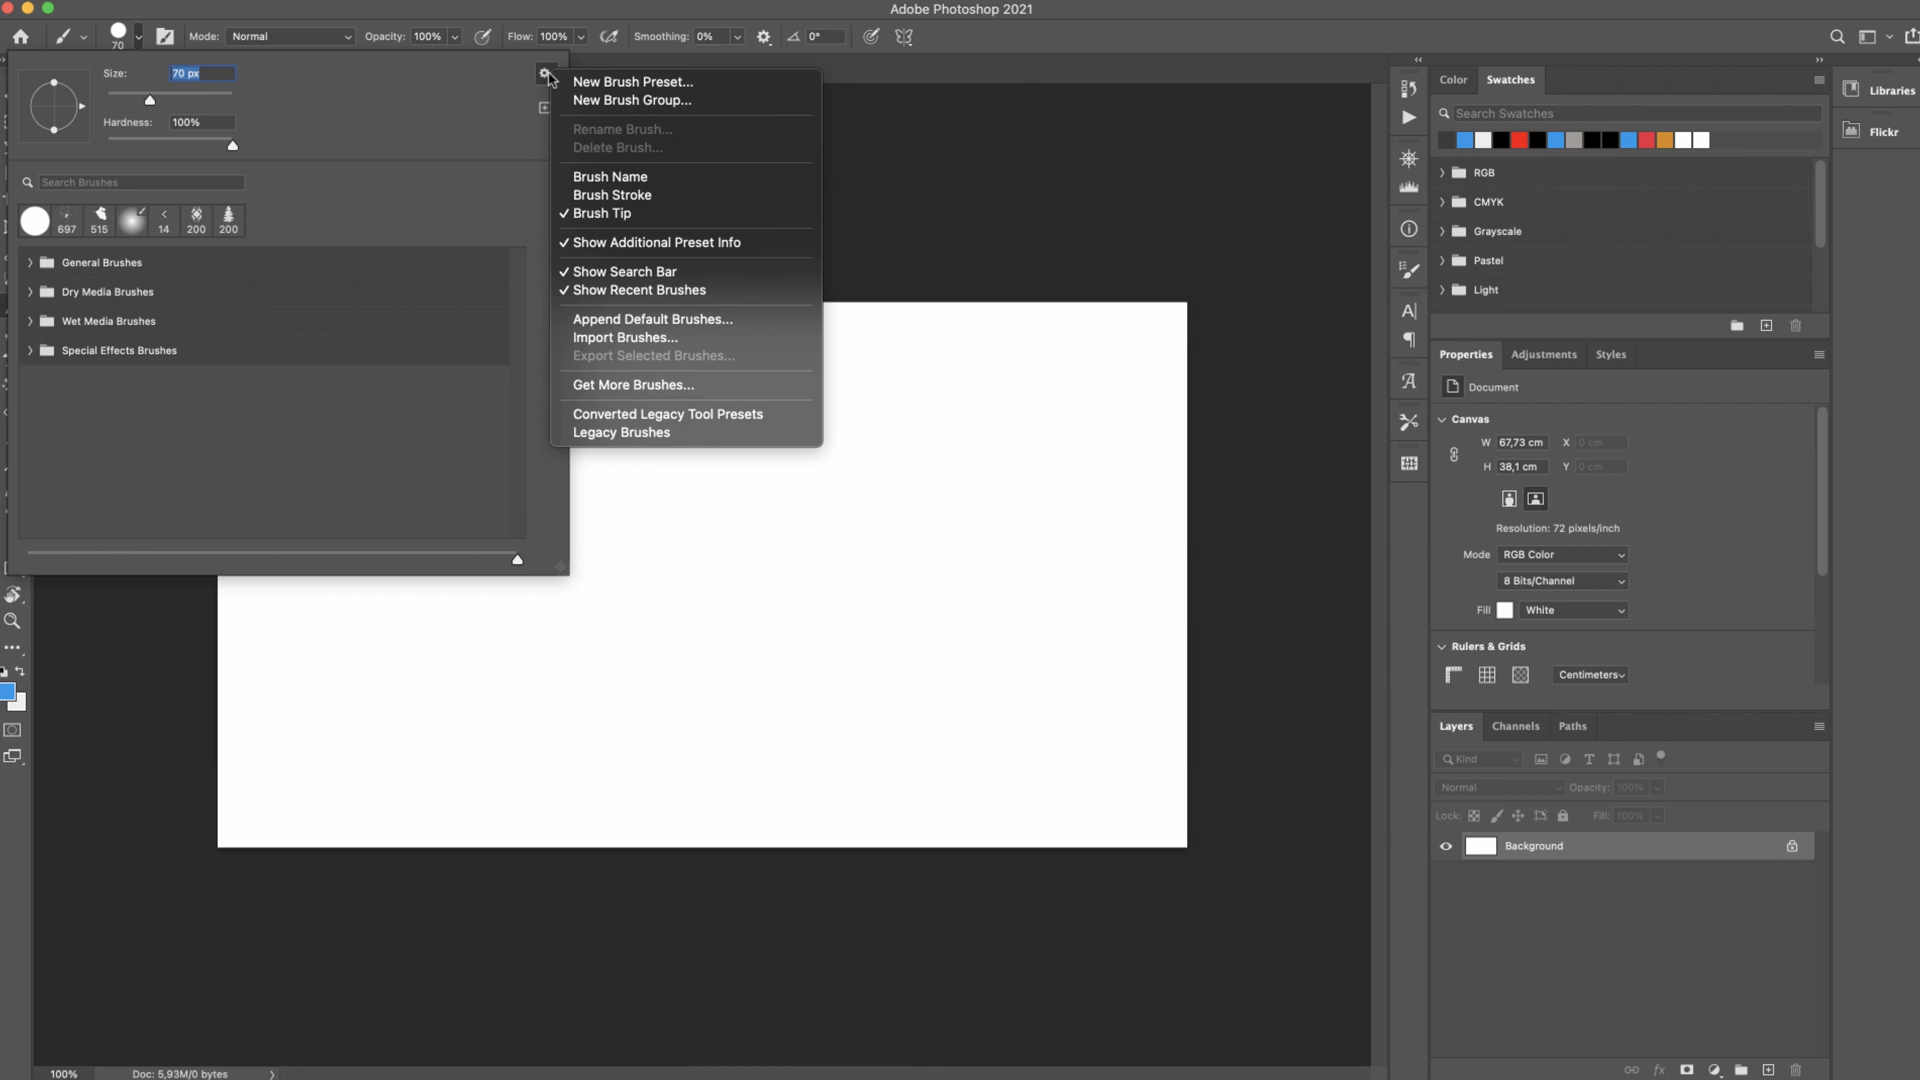 Adobe Photoshop 2021
70
Mode: Normal
Opacity: 100%
Flow: 100%
Smoothing: 0%
0°
Size: 70 px
Hardness: 100%
Search Brushes
697 515 14 200 200
General Brushes
Dry Media Brushes
Wet Media Brushes
Special Effects Brushes
New Brush Preset...
New Brush Group...
Rename Brush...
Delete Brush...
Brush Name
Brush Stroke
✓ Brush Tip
✓ Show Additional Preset Info
✓ Show Search Bar
✓ Show Recent Brushes
Append Default Brushes...
Import Brushes...
Export Selected Brushes...
Get More Brushes...
Converted Legacy Tool Presets
Legacy Brushes
Color Swatches
Search Swatches
RGB
CMYK
Grayscale
Pastel
Light
Libraries
Flickr
Properties Adjustments Styles
Document
Canvas
W 67,73 cm X 0 cm
H 38,1 cm Y 0 cm
Resolution: 72 pixels/inch
Mode RGB Color
8 Bits/Channel
Fill White
Rulers & Grids
Centimeters
Layers Channels Paths
Kind
Normal Opacity: 100%
Lock: Fill: 100%
Background
fx
100% Doc: 5,93M/0 bytes